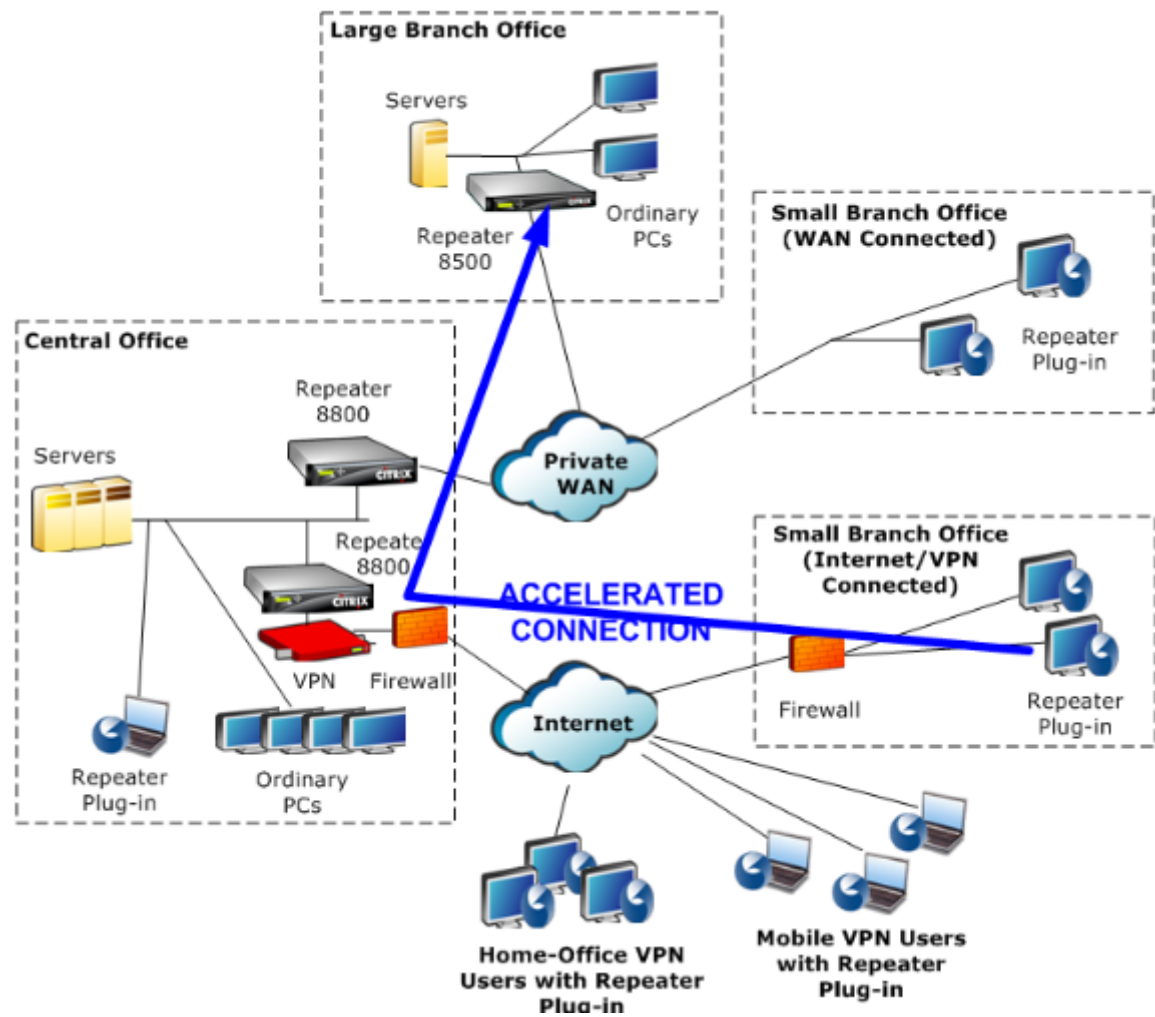 Large Branch Office
Servers
Repeater
8500
Ordinary
PCs
CITRIX
Small Branch Office
(WAN Connected)
Repeater
Plug-in
Central Office
Repeater
8800
CITRIX
Servers
Private
WAN
Repeate
8800
CITRIX
VPN
Firewall
Repeater
Plug-in
Ordinary
PCs
ACCELERATED
CONNECTION
Small Branch Office
(Internet/VPN
Connected)
Firewall
Repeater
Plug-in
Internet
Home-Office VPN
Users with Repeater
Plug-in
Mobile VPN Users
with Repeater
Plug-in